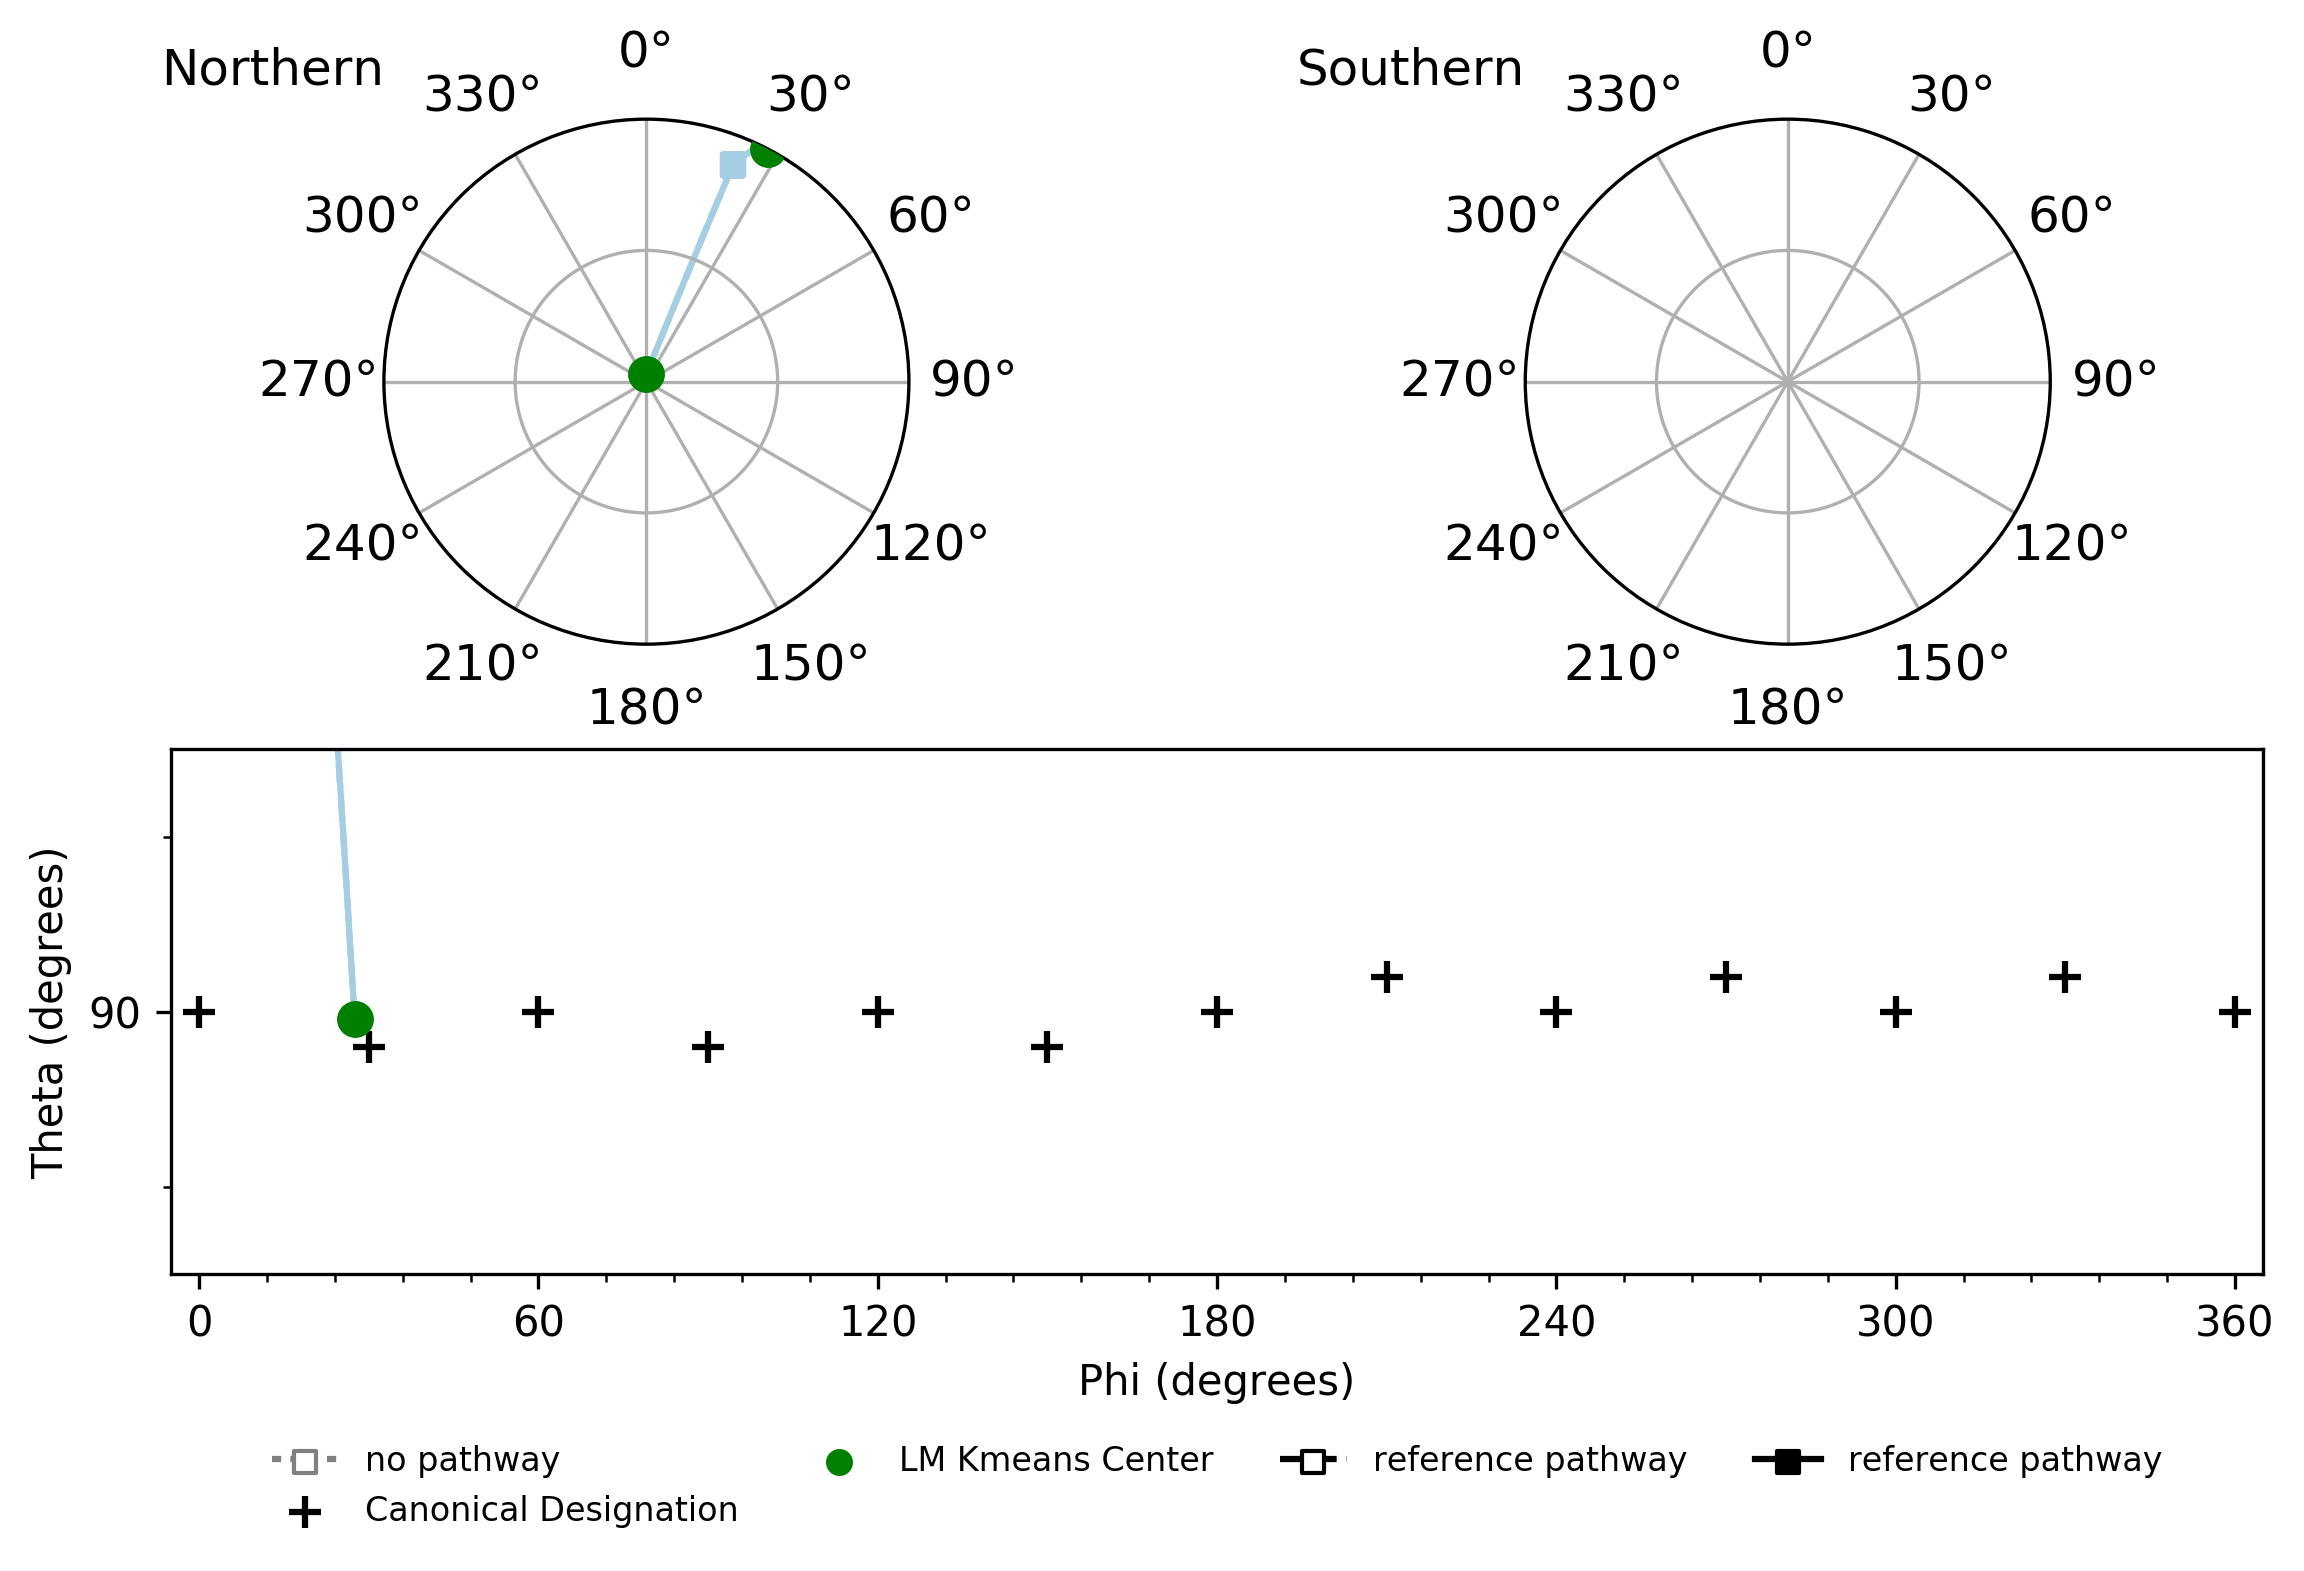 Northern
0°
330°
30°
300°
60°
270°
90°
240°
120°
210°
150°
180°
Southern
0°
330°
30°
300°
60°
270°
90°
240°
120°
210°
150°
180°
Theta (degrees)
90
0 60 120 180 240 300 360
Phi (degrees)
no pathway
Canonical Designation
LM Kmeans Center
reference pathway
reference pathway